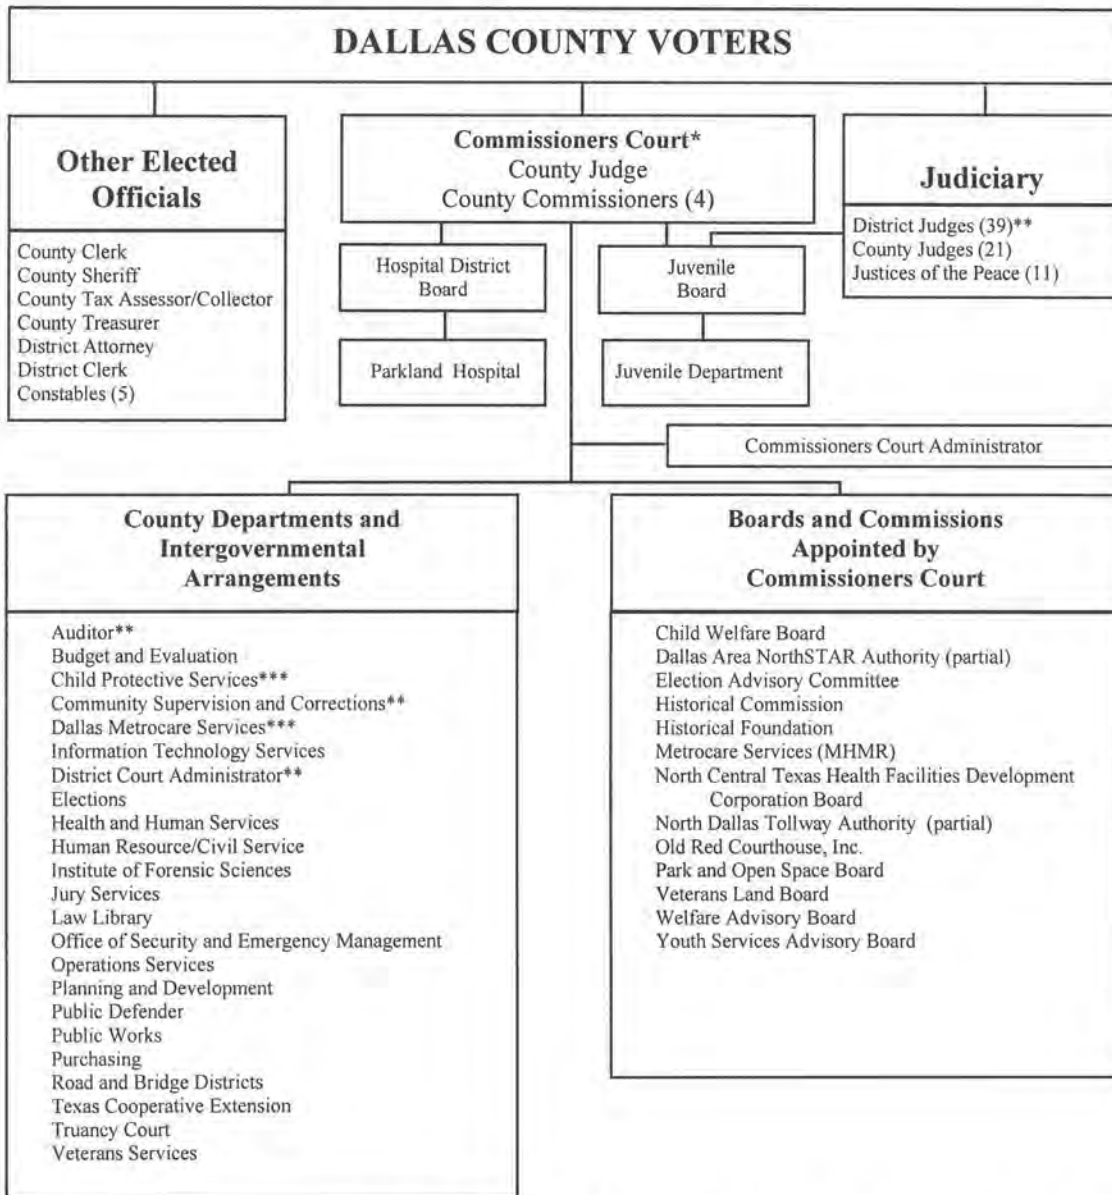 DALLAS COUNTY VOTERS
Other Elected
Officials
County Clerk
County Sheriff
County Tax Assessor/Collector
County Treasurer
District Attorney
District Clerk
Constables (5)
Commissioners Court*
County Judge
County Commissioners (4)
Judiciary
District Judges (39)**
County Judges (21)
Justices of the Peace (11)
Hospital District
Board
Juvenile
Board
Parkland Hospital
Juvenile Department
Commissioners Court Administrator
County Departments and
Intergovernmental
Arrangements
Auditor**
Budget and Evaluation
Child Protective Services***
Community Supervision and Corrections**
Dallas Metrocare Services***
Information Technology Services
District Court Administrator**
Elections
Health and Human Services
Human Resource/Civil Service
Institute of Forensic Sciences
Jury Services
Law Library
Office of Security and Emergency Management
Operations Services
Planning and Development
Public Defender
Public Works
Purchasing
Road and Bridge Districts
Texas Cooperative Extension
Truancy Court
Veterans Services
Boards and Commissions
Appointed by
Commissioners Court
Child Welfare Board
Dallas Area NorthSTAR Authority (partial)
Election Advisory Committee
Historical Commission
Historical Foundation
Metrocare Services (MHMR)
North Central Texas Health Facilities Development
Corporation Board
North Dallas Tollway Authority (partial)
Old Red Courthouse, Inc.
Park and Open Space Board
Veterans Land Board
Welfare Advisory Board
Youth Services Advisory Board